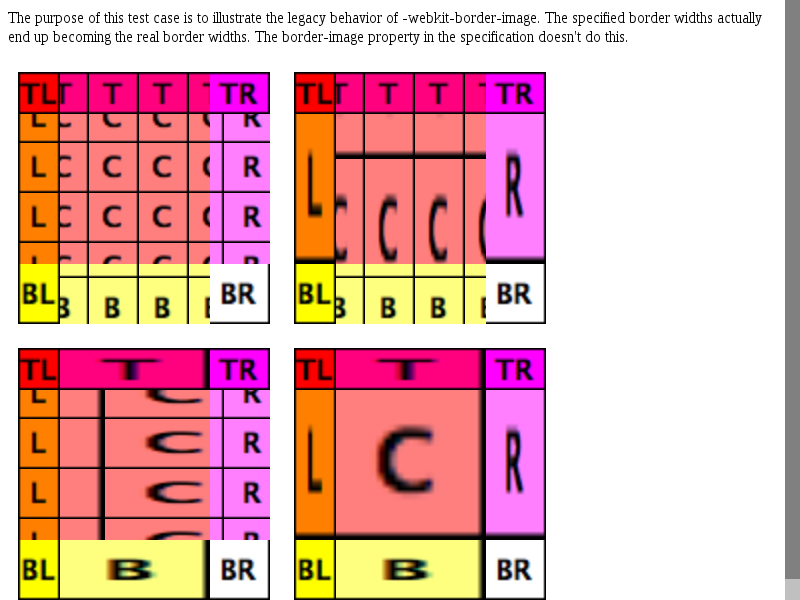 The purpose of this test case is to illustrate the legacy behavior of -webkit-border-image. The specified border widths actually
end up becoming the real border widths. The border-image property in the specification doesn't do this.
TL T T T TR
L C C C R
L C C C R
BL B B B BR
TL T T T TR
L C C C R
BL B B B BR
TL T TR
L C R
L C R
BL B BR
TL T TR
L C R
BL B BR